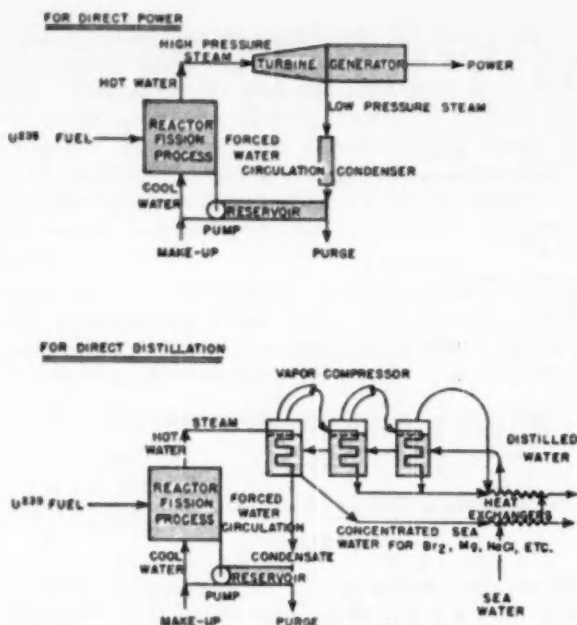 FOR DIRECT POWER
HIGH PRESSURE
STEAM
TURBINE
GENERATOR
POWER
HOT WATER
LOW PRESSURE STEAM
REACTOR
FISSION
PROCESS
U235 FUEL
FORCED
WATER
CIRCULATION
CONDENSER
COOL
WATER
RESERVOIR
PUMP
MAKE-UP
PURGE
FOR DIRECT DISTILLATION
VAPOR COMPRESSOR
STEAM
HOT
WATER
DISTILLED
WATER
REACTOR
FISSION
PROCESS
FUEL
FORCED
WATER
CIRCULATION
HEAT
EXCHANGERS
CONCENTRATED SEA
WATER FOR Br2, Mg, NaCl, ETC.
CONDENSATE
COOL
WATER
RESERVOIR
PUMP
SEA
WATER
MAKE-UP
PURGE